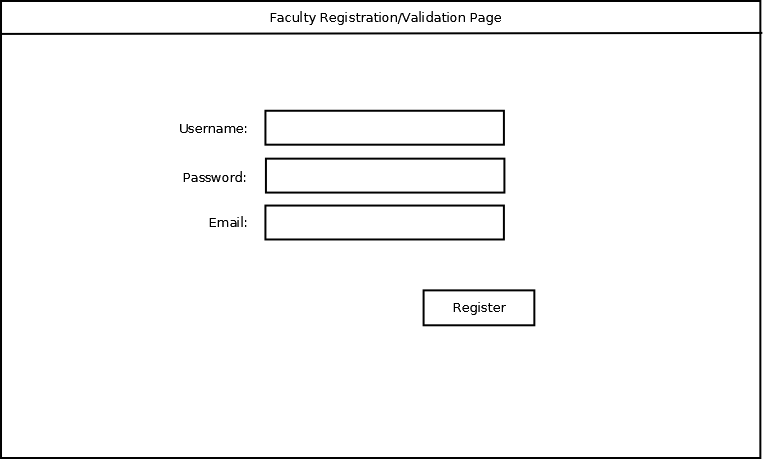 Faculty Registration/Validation Page
Username:
Password:
Email:
Register